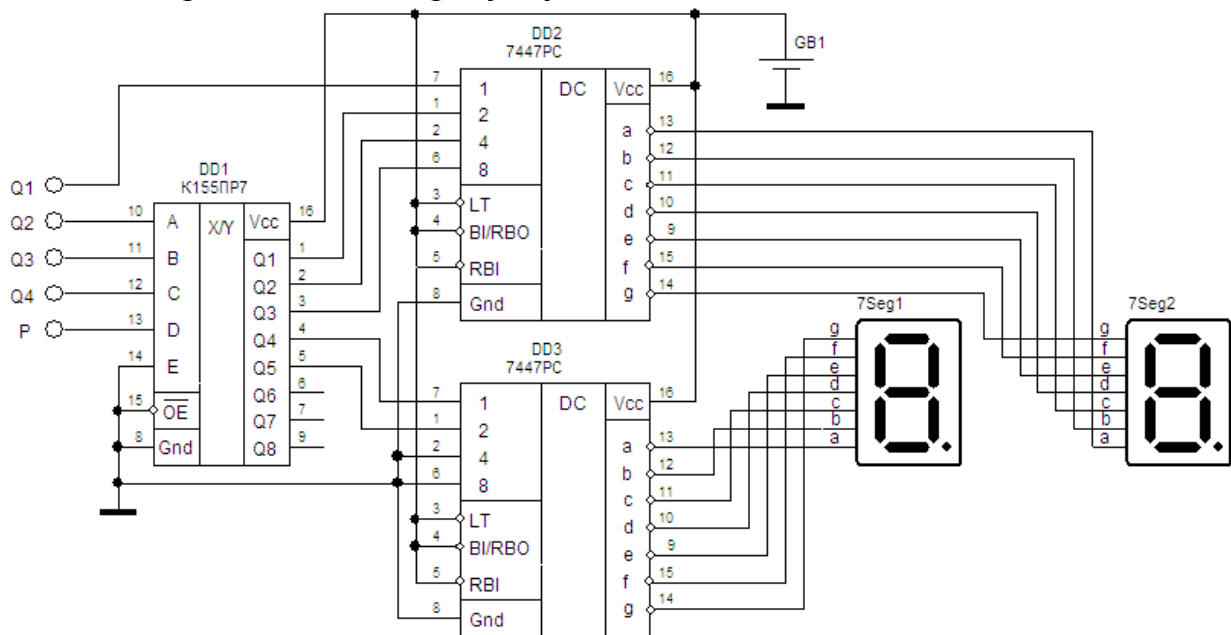 DD2
7447PC
GB1
7 1 DC Vcc 16
1 2
2 4
6 8
a 13
b 12
c 11
d 10
e 9
f 15
g 14
3 LT
4 BI/RBO
5 RBI
8 Gnd
DD1
К155ПР7
Q1
Q2 10 A X/Y Vcc 16
Q3 11 B Q1 1
Q4 12 C Q2 2
P 13 D Q3 3
14 E Q4 4
15 OE Q5 5
8 Gnd Q6 6
Q7 7
Q8 9
7Seg1
g
f
e
d
c
b
a
7Seg2
g
f
e
d
c
b
a
DD3
7447PC
7 1 DC Vcc 16
1 2
2 4
6 8
a 13
b 12
c 11
d 10
e 9
f 15
g 14
3 LT
4 BI/RBO
5 RBI
8 Gnd